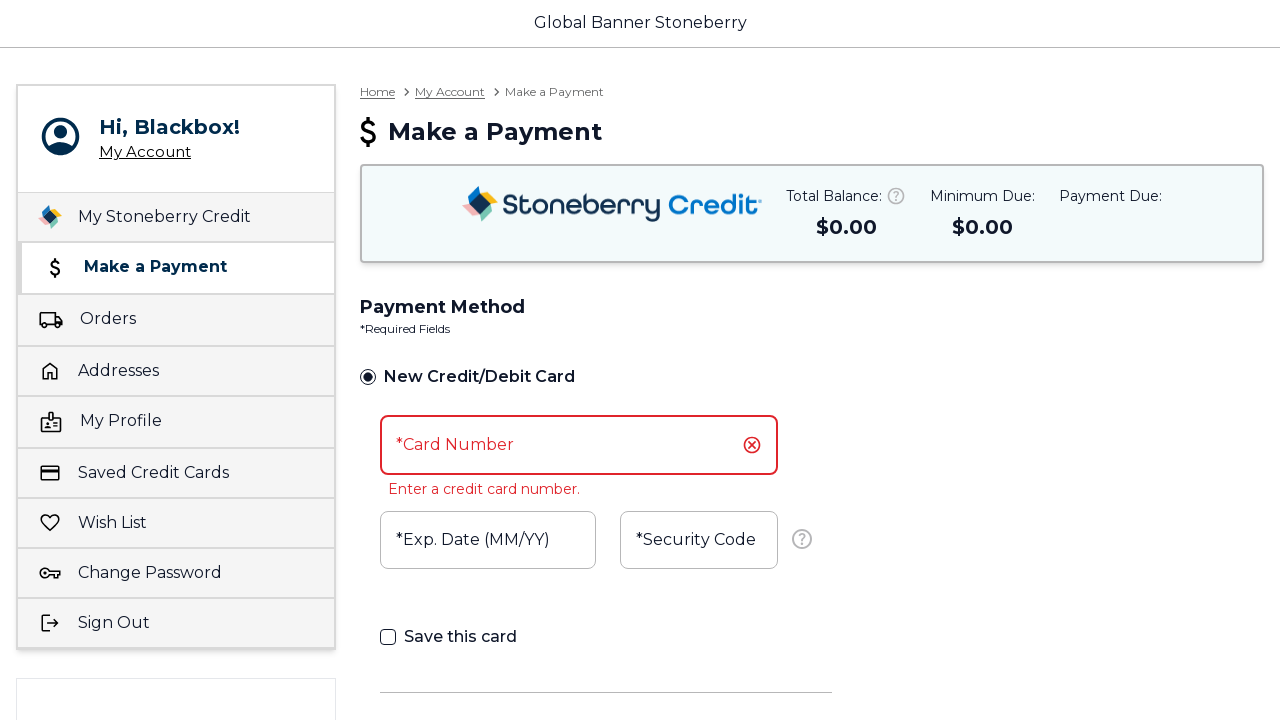 Global Banner Stoneberry
Hi, Blackbox!
My Account
My Stoneberry Credit
Make a Payment
Orders
Addresses
My Profile
Saved Credit Cards
Wish List
Change Password
Sign Out
Home > My Account > Make a Payment
$ Make a Payment
Stoneberry Credit
Total Balance: ?
$0.00
Minimum Due:
$0.00
Payment Due:
Payment Method
*Required Fields
New Credit/Debit Card
*Card Number
Enter a credit card number.
*Exp. Date (MM/YY)
*Security Code
Save this card